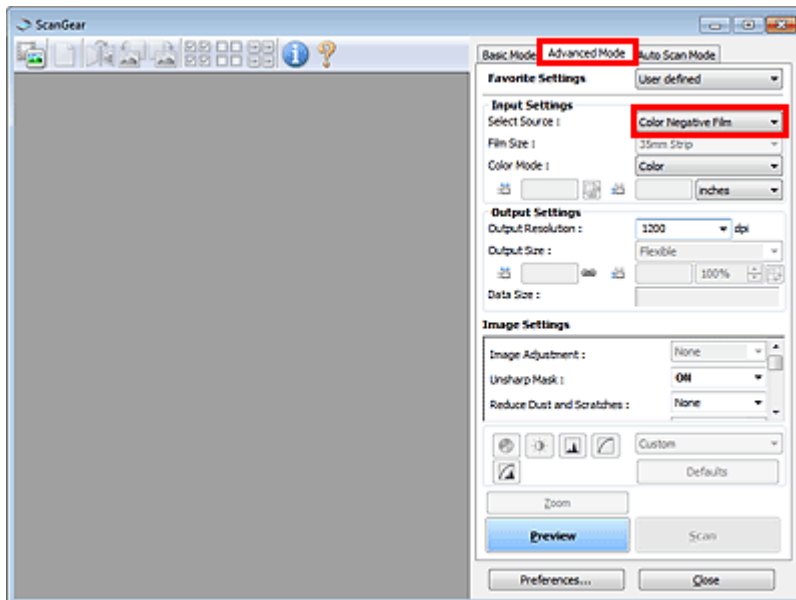 ScanGear
Basic Mode Advanced Mode Auto Scan Mode
Favorite Settings User defined
Input Settings
Select Source : Color Negative Film
Film Size : 35mm Strip
Color Mode : Color
inches
Output Settings
Output Resolution : 1200 dpi
Output Size : Flexible
100%
Data Size :
Image Settings
Image Adjustment : None
Unsharp Mask : ON
Reduce Dust and Scratches : None
Custom
Defaults
Zoom
Preview Scan
Preferences... Close